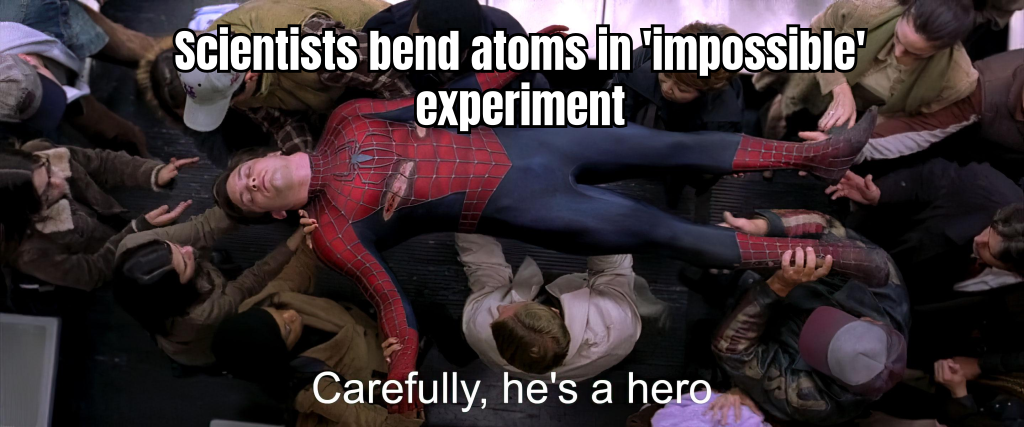 Scientists bend atoms in 'impossible'
experiment
Carefully, he's a hero